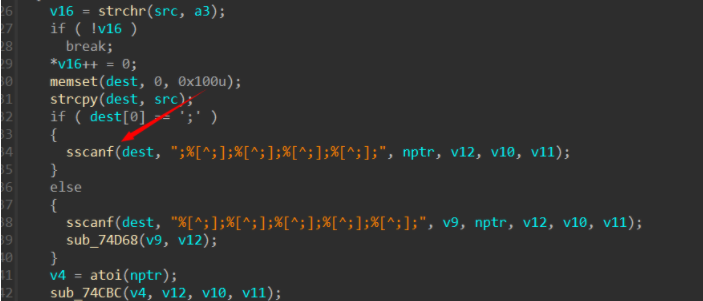 26 v16 = strchr(src, a3);
27 if ( !v16 )
28 break;
29 *v16++ = 0;
30 memset(dest, 0, 0x100u);
31 strcpy(dest, src);
32 if ( dest[0] == ';' )
33 {
34 sscanf(dest, ";%[^;];%[^;];%[^;];%[^;];", nptr, v12, v10, v11);
35 }
36 else
37 {
38 sscanf(dest, "%[^;];%[^;];%[^;];%[^;];%[^;];", v9, nptr, v12, v10, v11);
39 sub_74D68(v9, v12);
40 }
41 v4 = atoi(nptr);
42 sub_74CBC(v4, v12, v10, v11);